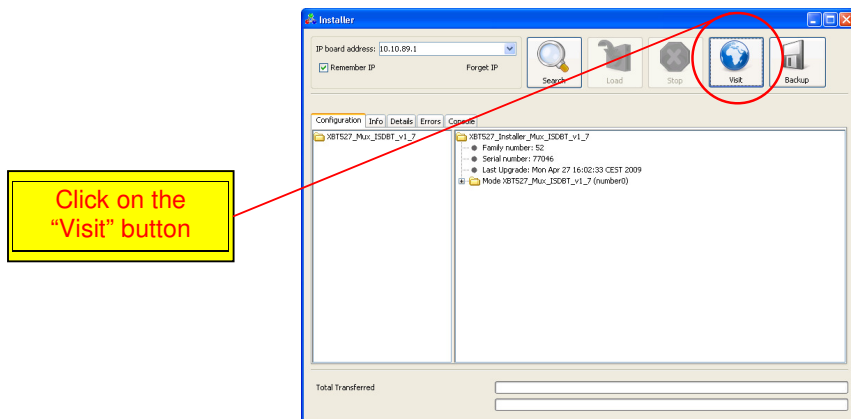 Installer
IP board address: 10.10.89.1
Remember IP
Forget IP
Search
Load
Stop
Visit
Backup
Configuration
Info
Details
Errors
Console
XBT527_Mux_ISDBT_v1_7
XBT527_Installer_Mux_ISDBT_v1_7
Family number: 52
Serial number: 77046
Last Upgrade: Mon Apr 27 16:02:33 CEST 2009
Mode XBT527_Mux_ISDBT_v1_7 (number0)
Click on the
“Visit” button
Total Transferred